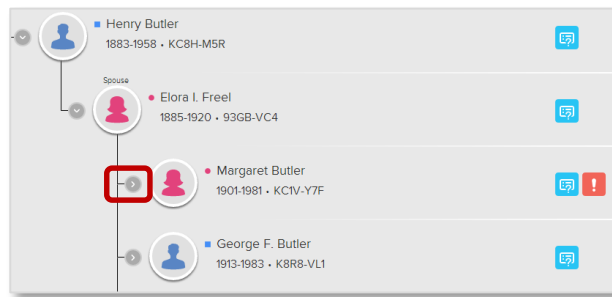 Henry Butler
1883-1958 • KC8H-M5R
Spouse
Elora I. Freel
1885-1920 • 93GB-VC4
Margaret Butler
1901-1981 • KC1V-Y7F
George F. Butler
1913-1983 • K8R8-VL1